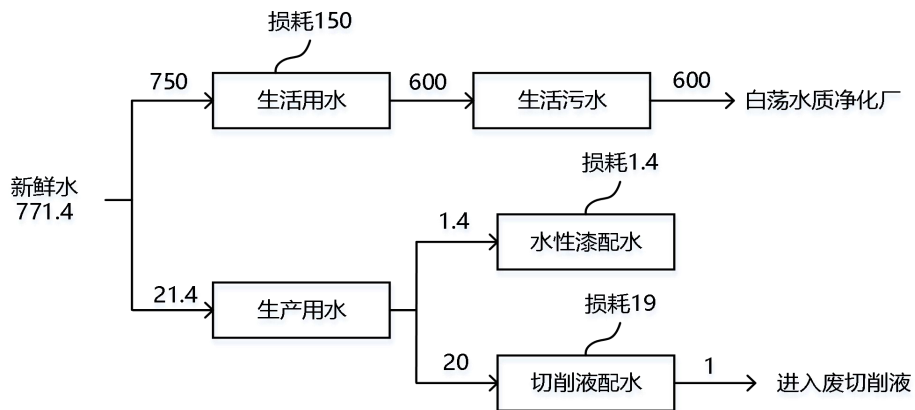 损耗150
750
生活用水
600
生活污水
600
白荡水质净化厂
新鲜水
771.4
损耗1.4
1.4
水性漆配水
21.4
生产用水
损耗19
20
切削液配水
1
进入废切削液